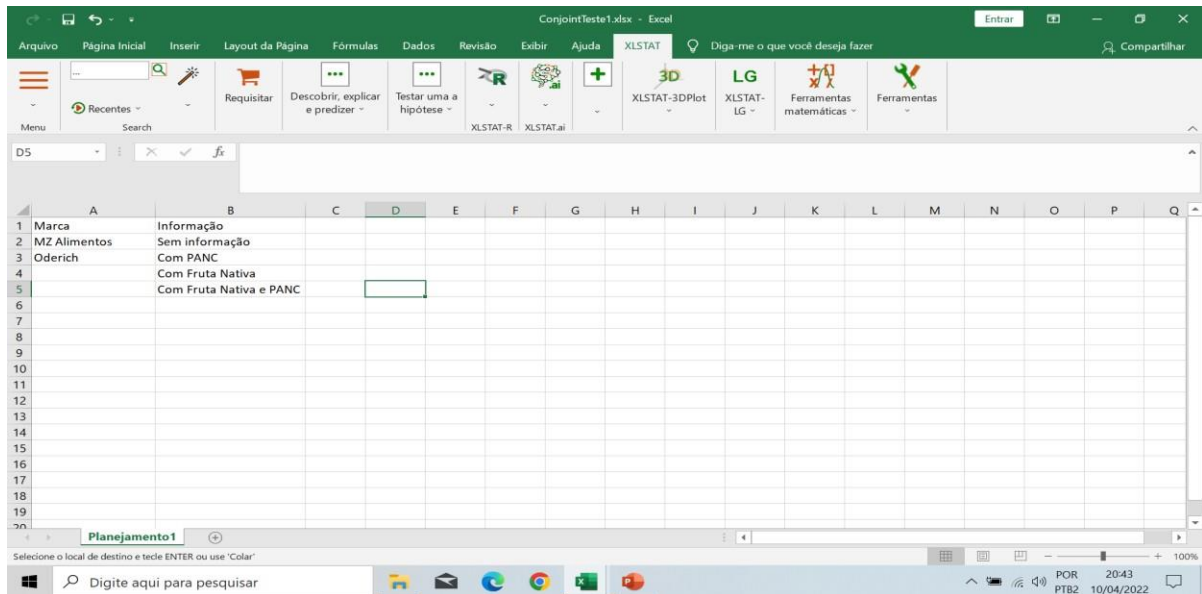 ConjointTeste1.xlsx - Excel
Entrar
Arquivo Página Inicial Inserir Layout da Página Fórmulas Dados Revisão Exibir Ajuda XLSTAT Diga-me o que você deseja fazer Compartilhar
...
Recentes
Menu
Search
Requisitar
Descobrir, explicar
e predizer
Testar uma a
hipótese
R
XLSTAT-R
.ai
XLSTAT.ai
3D
XLSTAT-3DPlot
LG
XLSTAT-
LG
Ferramentas
matemáticas
Ferramentas
D5 fx
A B C D E F G H I J K L M N O P Q
1 Marca Informação
2 MZ Alimentos Sem informação
3 Oderich Com PANC
4 Com Fruta Nativa
5 Com Fruta Nativa e PANC
6
7
8
9
10
11
12
13
14
15
16
17
18
19
20
Planejamento1
Selecione o local de destino e tecle ENTER ou use 'Colar'
100%
Digite aqui para pesquisar
POR
PTB2
20:43
10/04/2022